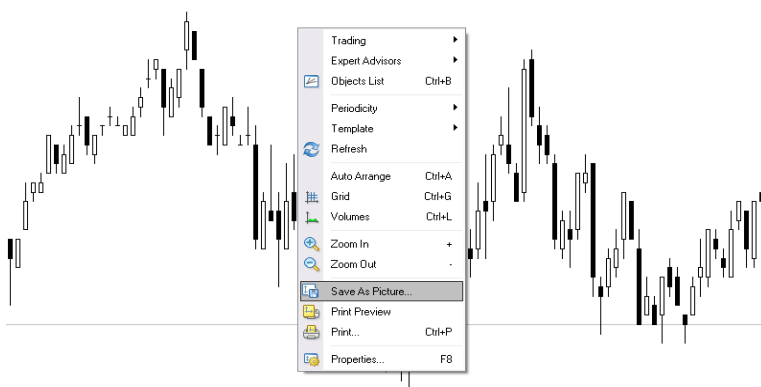 Trading
Expert Advisors
Objects List Ctrl+B
Periodicity
Template
Refresh
Auto Arrange Ctrl+A
Grid Ctrl+G
Volumes Ctrl+L
Zoom In +
Zoom Out -
Save As Picture...
Print Preview
Print... Ctrl+P
Properties... F8